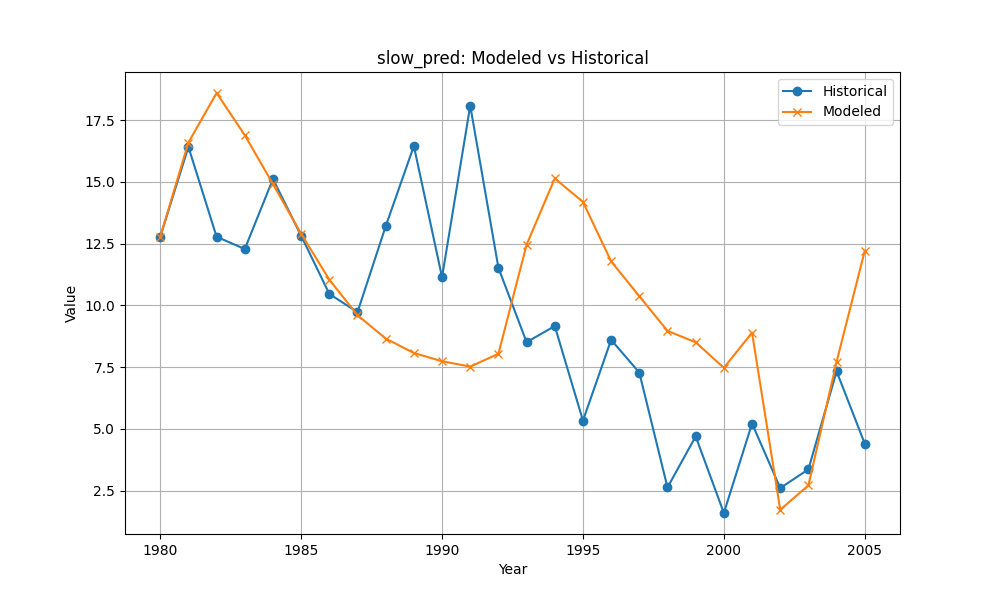 slow_pred: Modeled vs Historical
Historical
Modeled
Value
17.5
15.0
12.5
10.0
7.5
5.0
2.5
1980
1985
1990
1995
2000
2005
Year